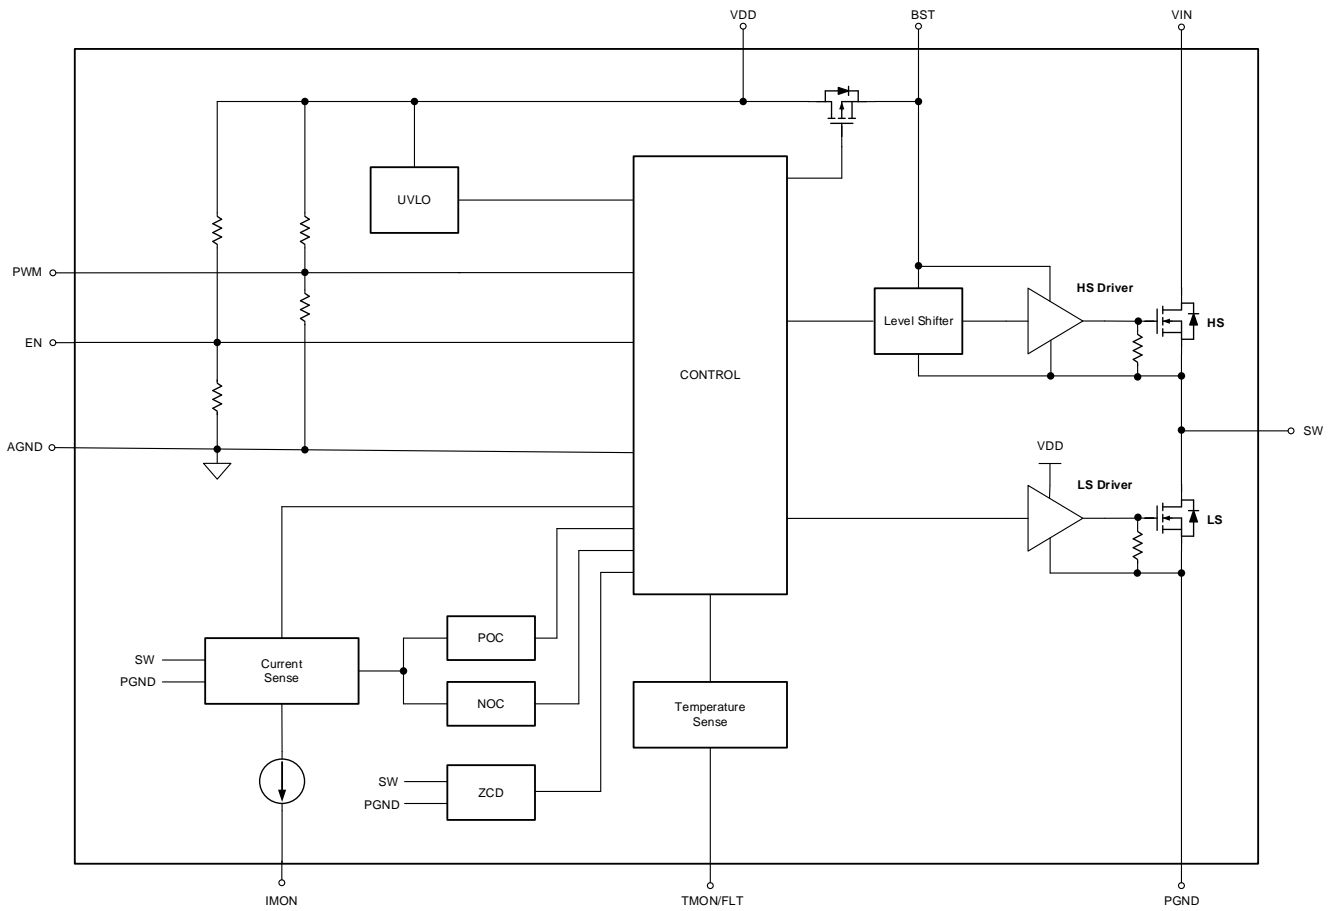 VDD
BST
VIN
UVLO
PWM
HS Driver
Level Shifter
HS
EN
CONTROL
SW
AGND
VDD
LS Driver
LS
POC
SW
PGND
Current
Sense
NOC
Temperature
Sense
SW
PGND
ZCD
IMON
TMON/FLT
PGND